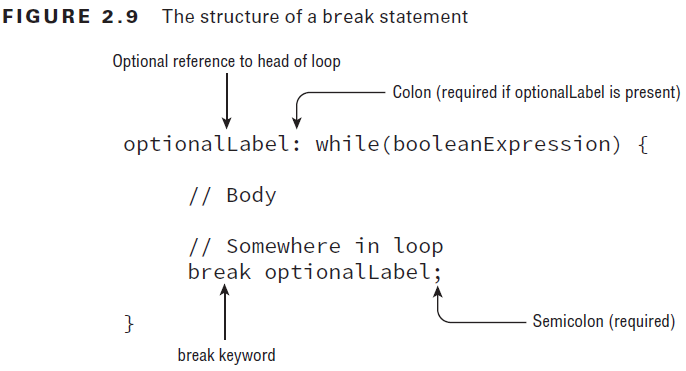 FIGURE 2.9 The structure of a break statement
Optional reference to head of loop
Colon (required if optionalLabel is present)
optionalLabel: while(booleanExpression) {
// Body
// Somewhere in loop
break optionalLabel;
}
Semicolon (required)
break keyword